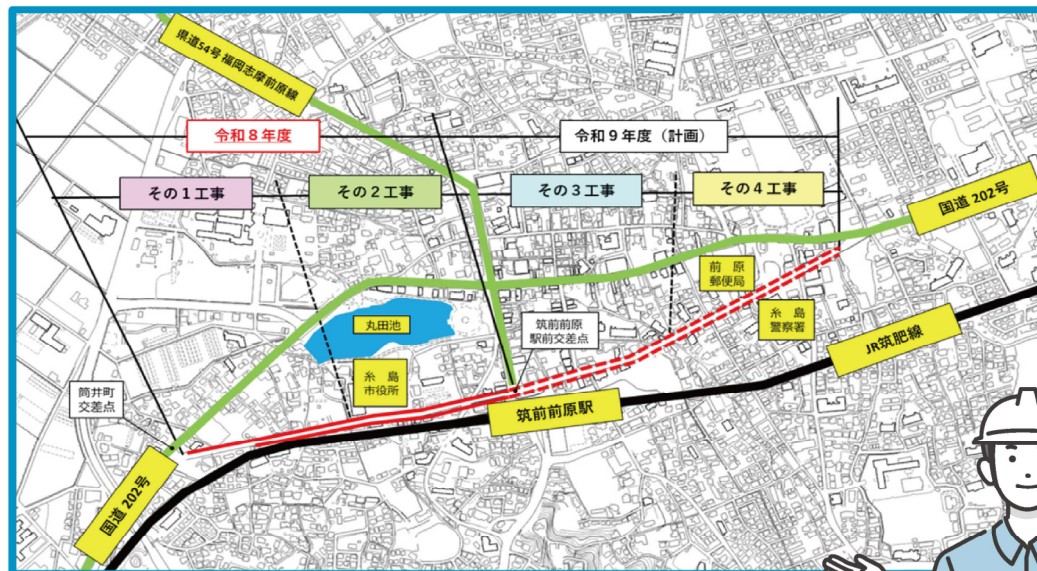 県道54号 福岡志摩前原線
令和8年度
令和9年度（計画）
その1工事
その2工事
その3工事
その4工事
国道 202号
前 原
郵便局
丸田池
糸 島
警察署
筑前前原
駅前交差点
JR筑肥線
糸 島
市役所
筒井町
交差点
筑前前原駅
国道 202号